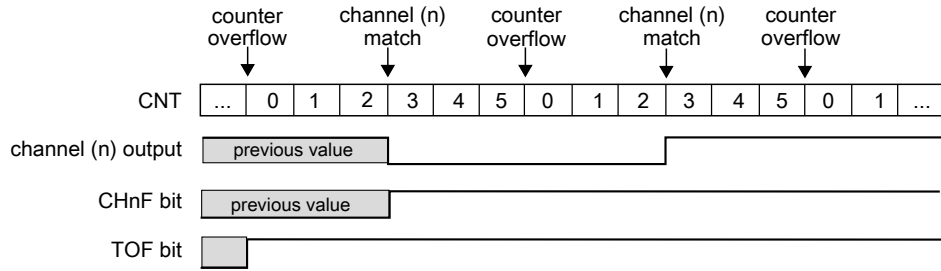 counter overflow
channel (n) match
counter overflow
channel (n) match
counter overflow
CNT ... 0 1 2 3 4 5 0 1 2 3 4 5 0 1 ...
channel (n) output previous value
CHnF bit previous value
TOF bit